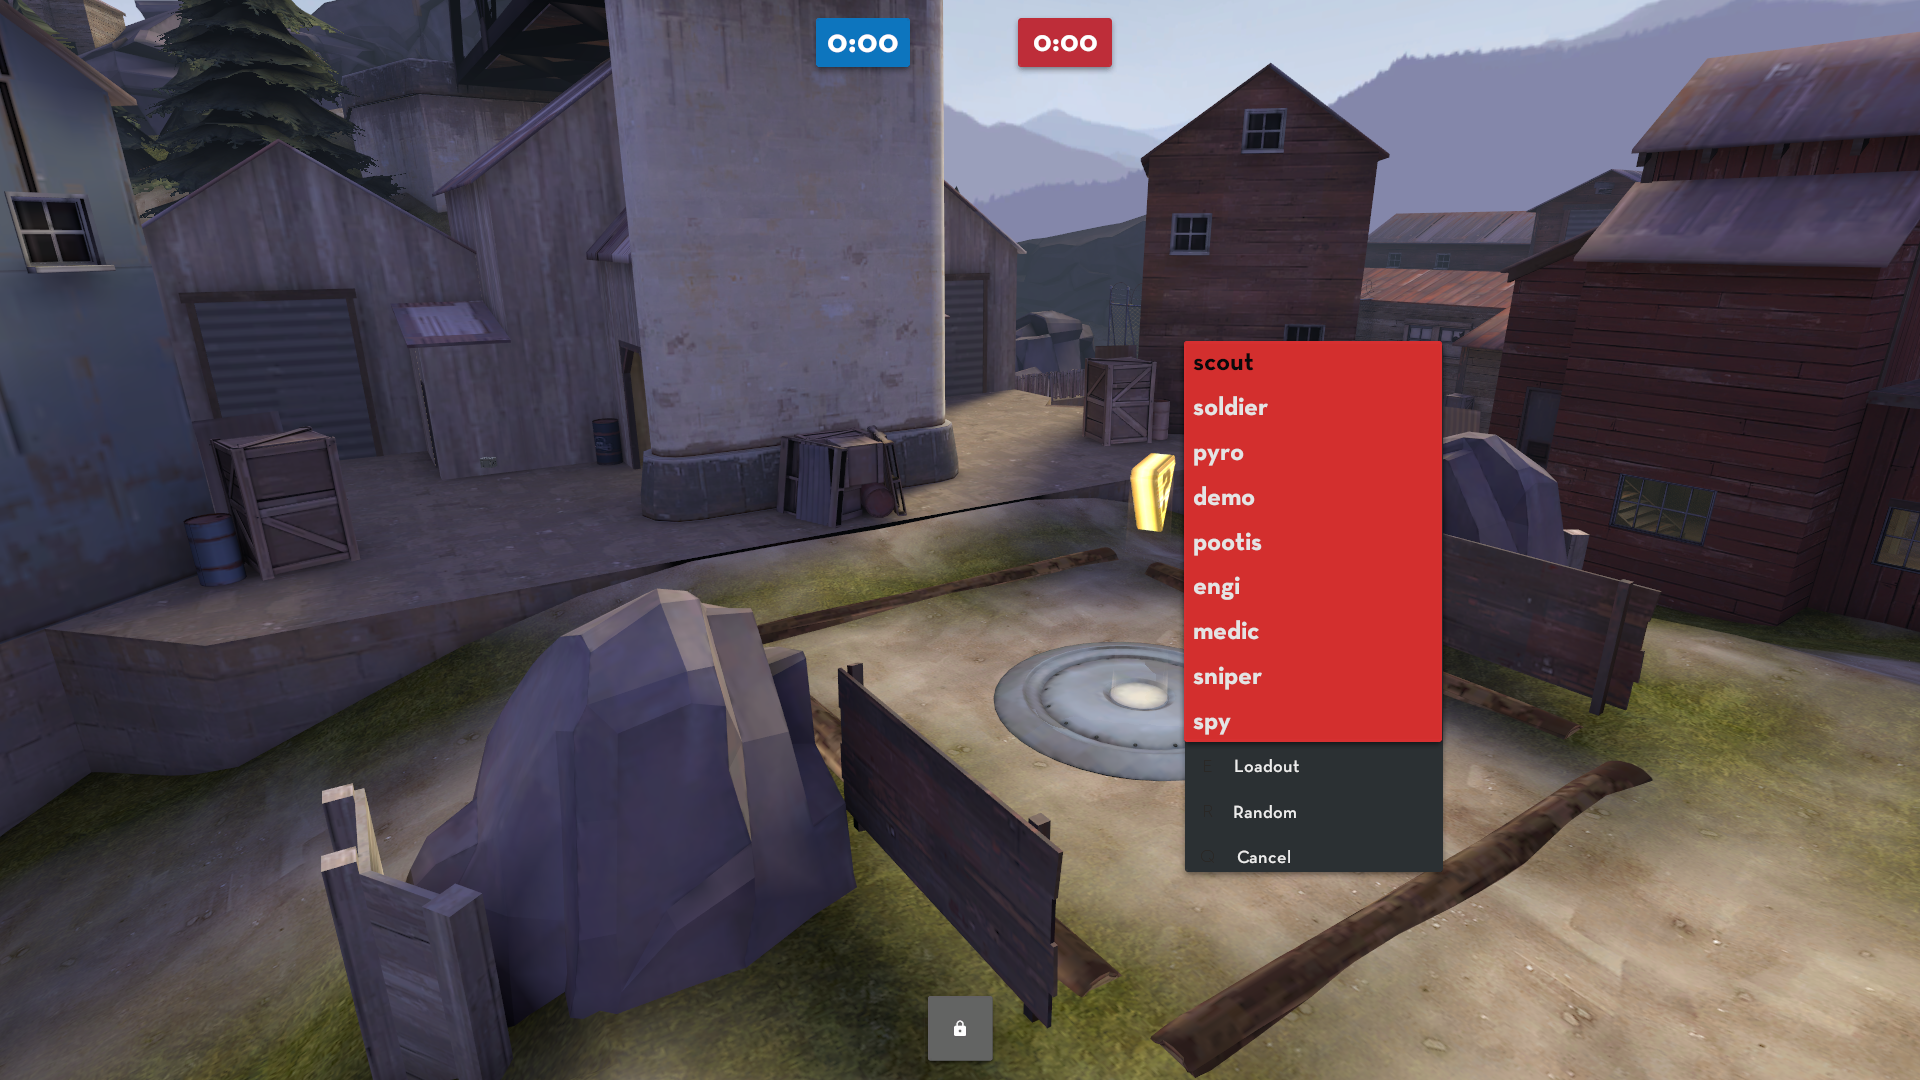 0:00
0:00
scout
soldier
pyro
demo
pootis
engi
medic
sniper
spy
Loadout
Random
Cancel